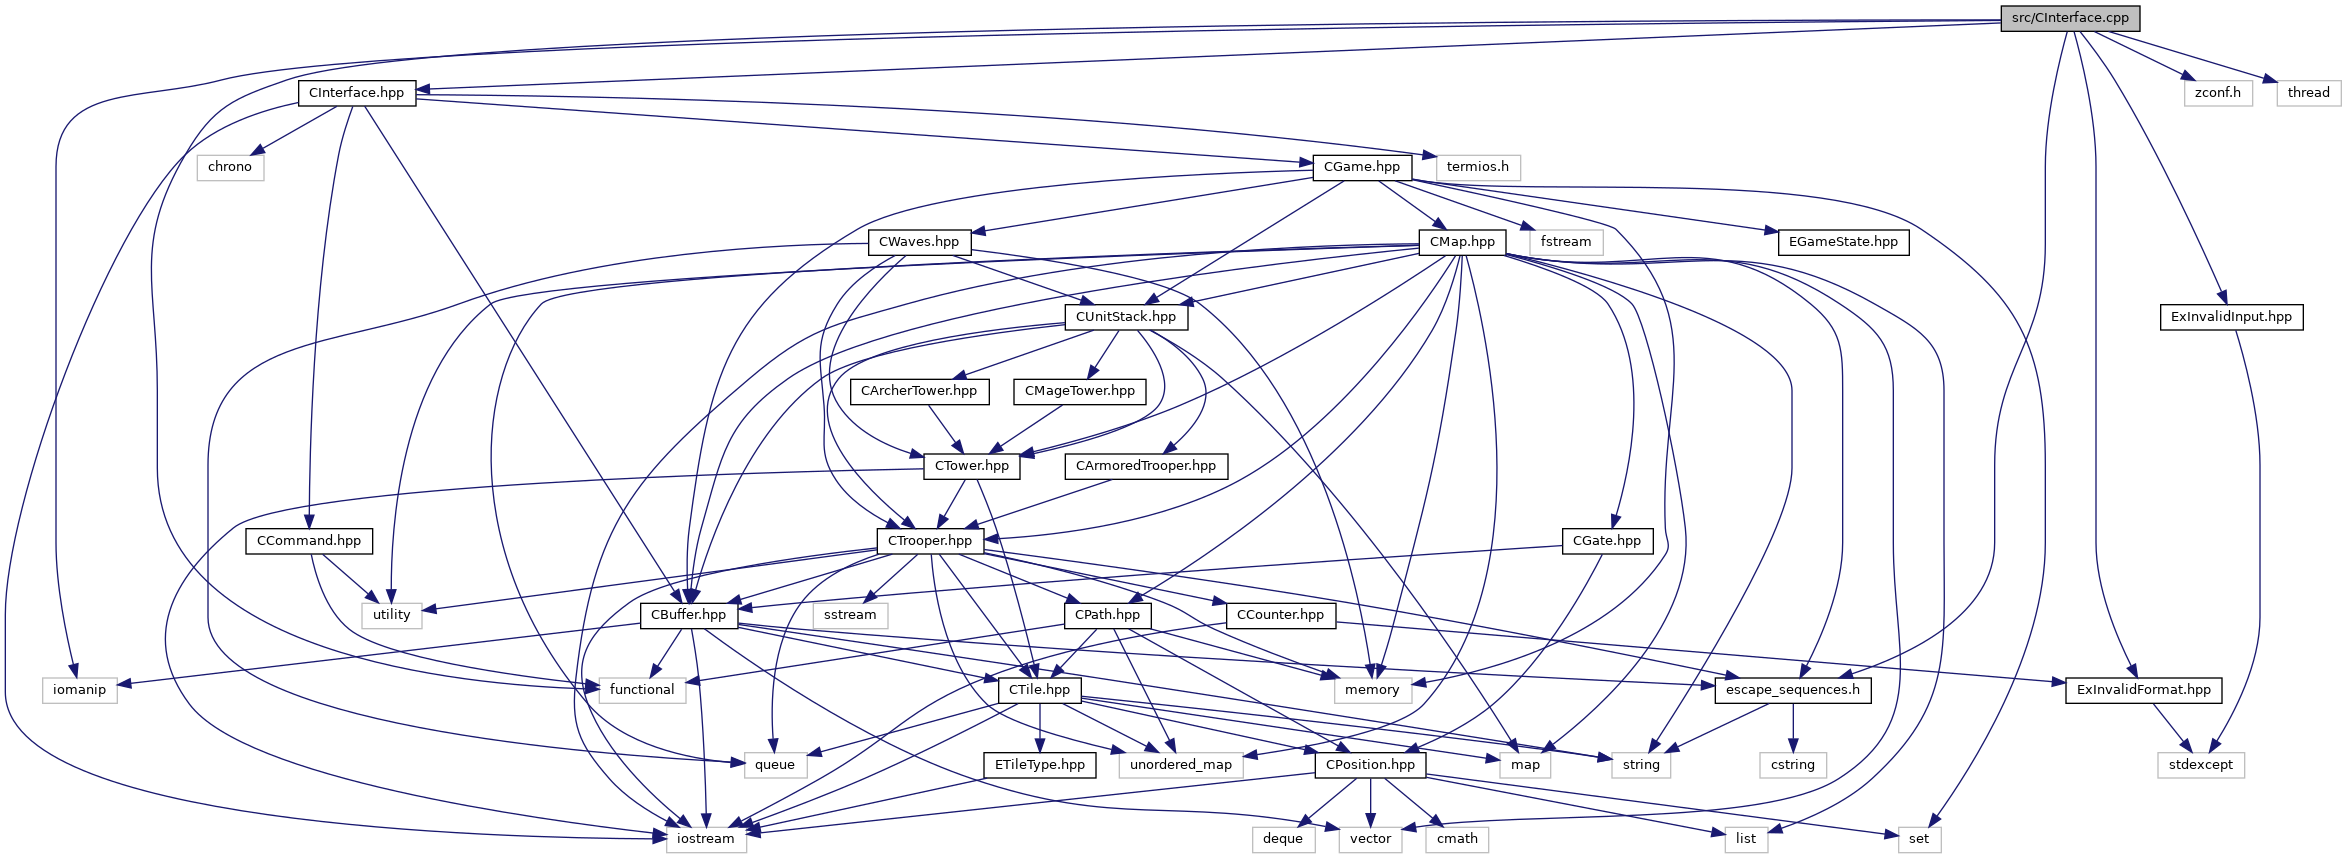 src/CInterface.cpp
CInterface.hpp
zconf.h
thread
chrono
CGame.hpp
termios.h
CWaves.hpp
CMap.hpp
fstream
EGameState.hpp
CUnitStack.hpp
ExInvalidInput.hpp
CArcherTower.hpp
CMageTower.hpp
CTower.hpp
CArmoredTrooper.hpp
CCommand.hpp
CTrooper.hpp
CGate.hpp
utility
CBuffer.hpp
sstream
CPath.hpp
CCounter.hpp
iomanip
functional
CTile.hpp
memory
escape_sequences.h
ExInvalidFormat.hpp
queue
ETileType.hpp
unordered_map
CPosition.hpp
map
string
cstring
stdexcept
iostream
deque
vector
cmath
list
set